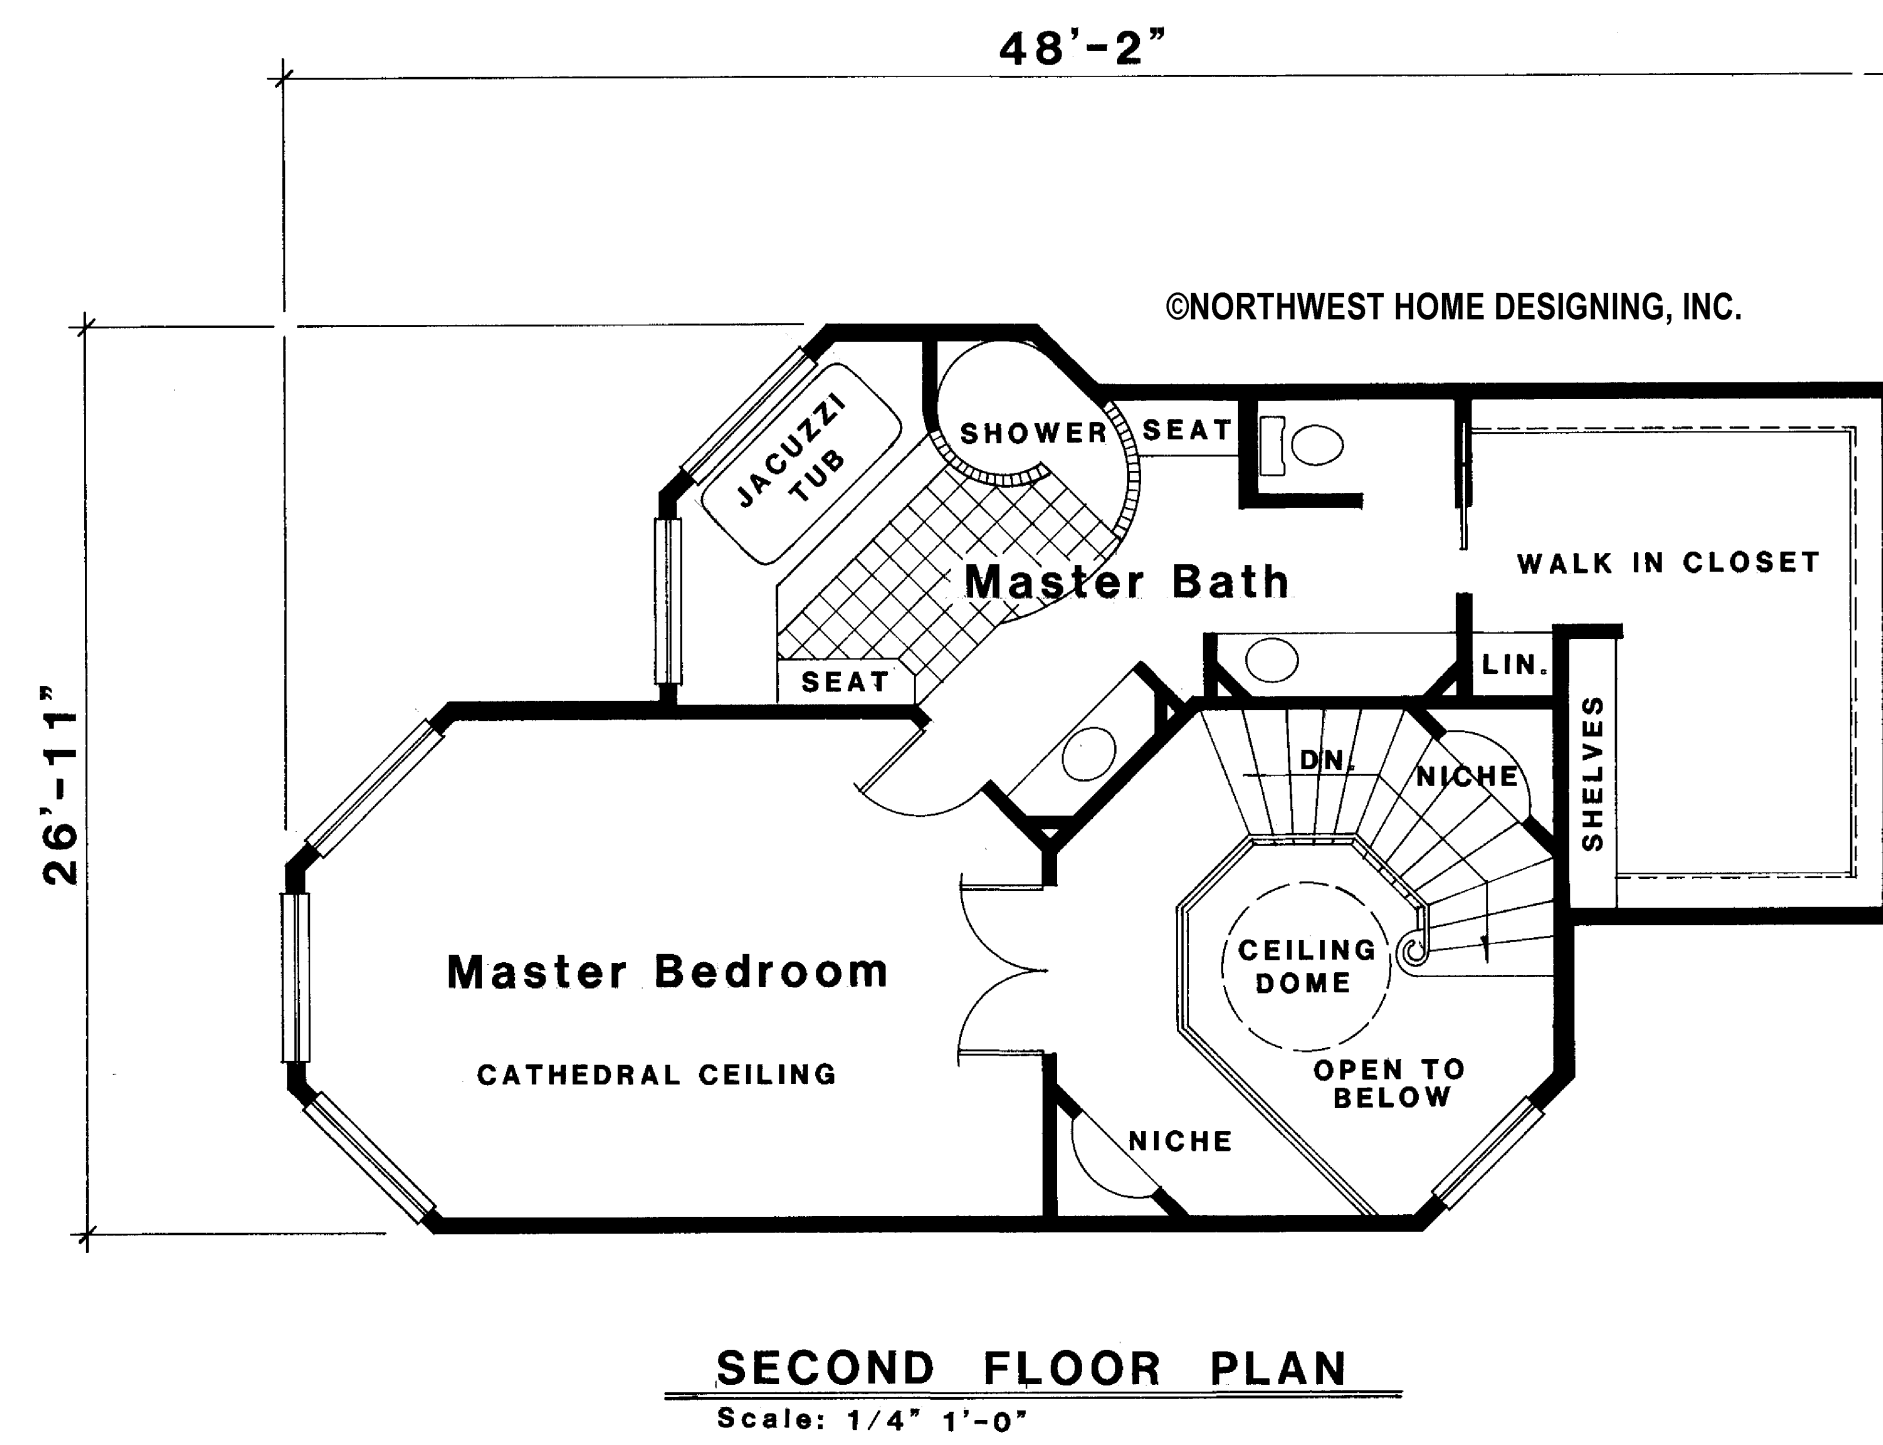 48'-2"
©NORTHWEST HOME DESIGNING, INC.
26'-11"
JACUZZI
TUB
SHOWER
SEAT
Master Bath
WALK IN CLOSET
SEAT
LIN.
SHELVES
DN.
NICHE
CEILING
DOME
Master Bedroom
CATHEDRAL CEILING
OPEN TO
BELOW
NICHE
SECOND FLOOR PLAN
Scale: 1/4" 1'-0"